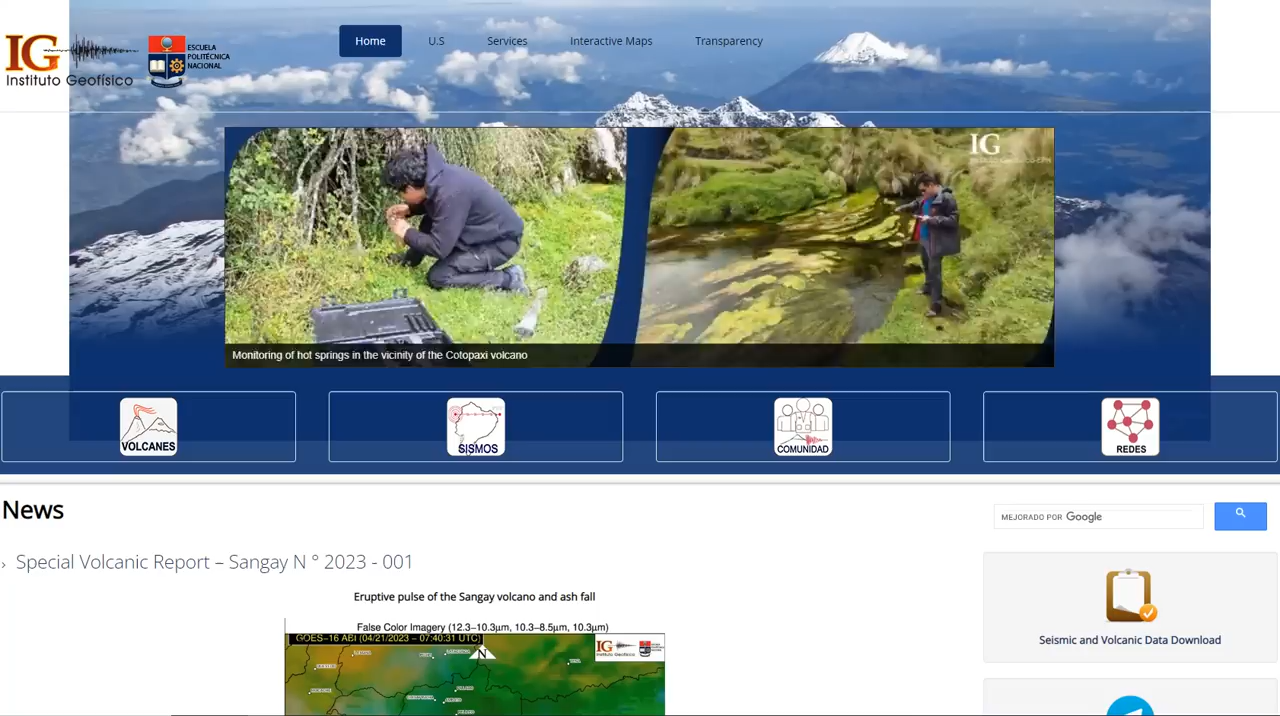 IG
Instituto Geofísico
ESCUELA
POLITÉCNICA
NACIONAL
Home
U.S
Services
Interactive Maps
Transparency
IG
Monitoring of hot springs in the vicinity of the Cotopaxi volcano
VOLCANES
SISMOS
COMUNIDAD
REDES
News
MEJORADO POR Google
› Special Volcanic Report – Sangay N ° 2023 - 001
Eruptive pulse of the Sangay volcano and ash fall
False Color Imagery (12.3–10.3μm, 10.3–8.5μm, 10.3μm)
GOES-16 ABI (04/21/2023 – 07:40:31 UTC)
N
IG
Instituto Geofísico
Seismic and Volcanic Data Download